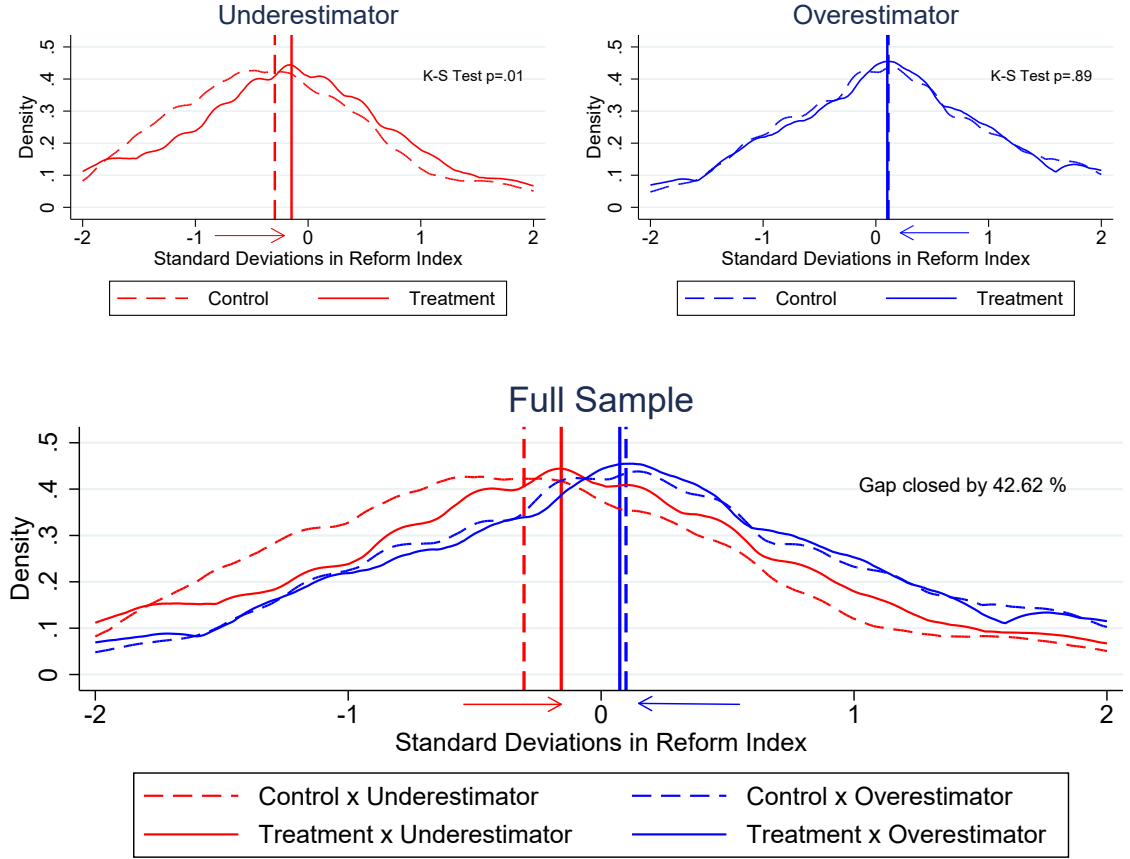 Underestimator
.5
.4
.3
.2
.1
0
Density
K-S Test p=.01
-2
-1
0
1
2
Standard Deviations in Reform Index
Control
Treatment
Overestimator
.5
.4
.3
.2
.1
0
Density
K-S Test p=.89
-2
-1
0
1
2
Standard Deviations in Reform Index
Control
Treatment
Full Sample
.5
.4
.3
.2
.1
0
Density
Gap closed by 42.62 %
-2
-1
0
1
2
Standard Deviations in Reform Index
Control x Underestimator
Control x Overestimator
Treatment x Underestimator
Treatment x Overestimator